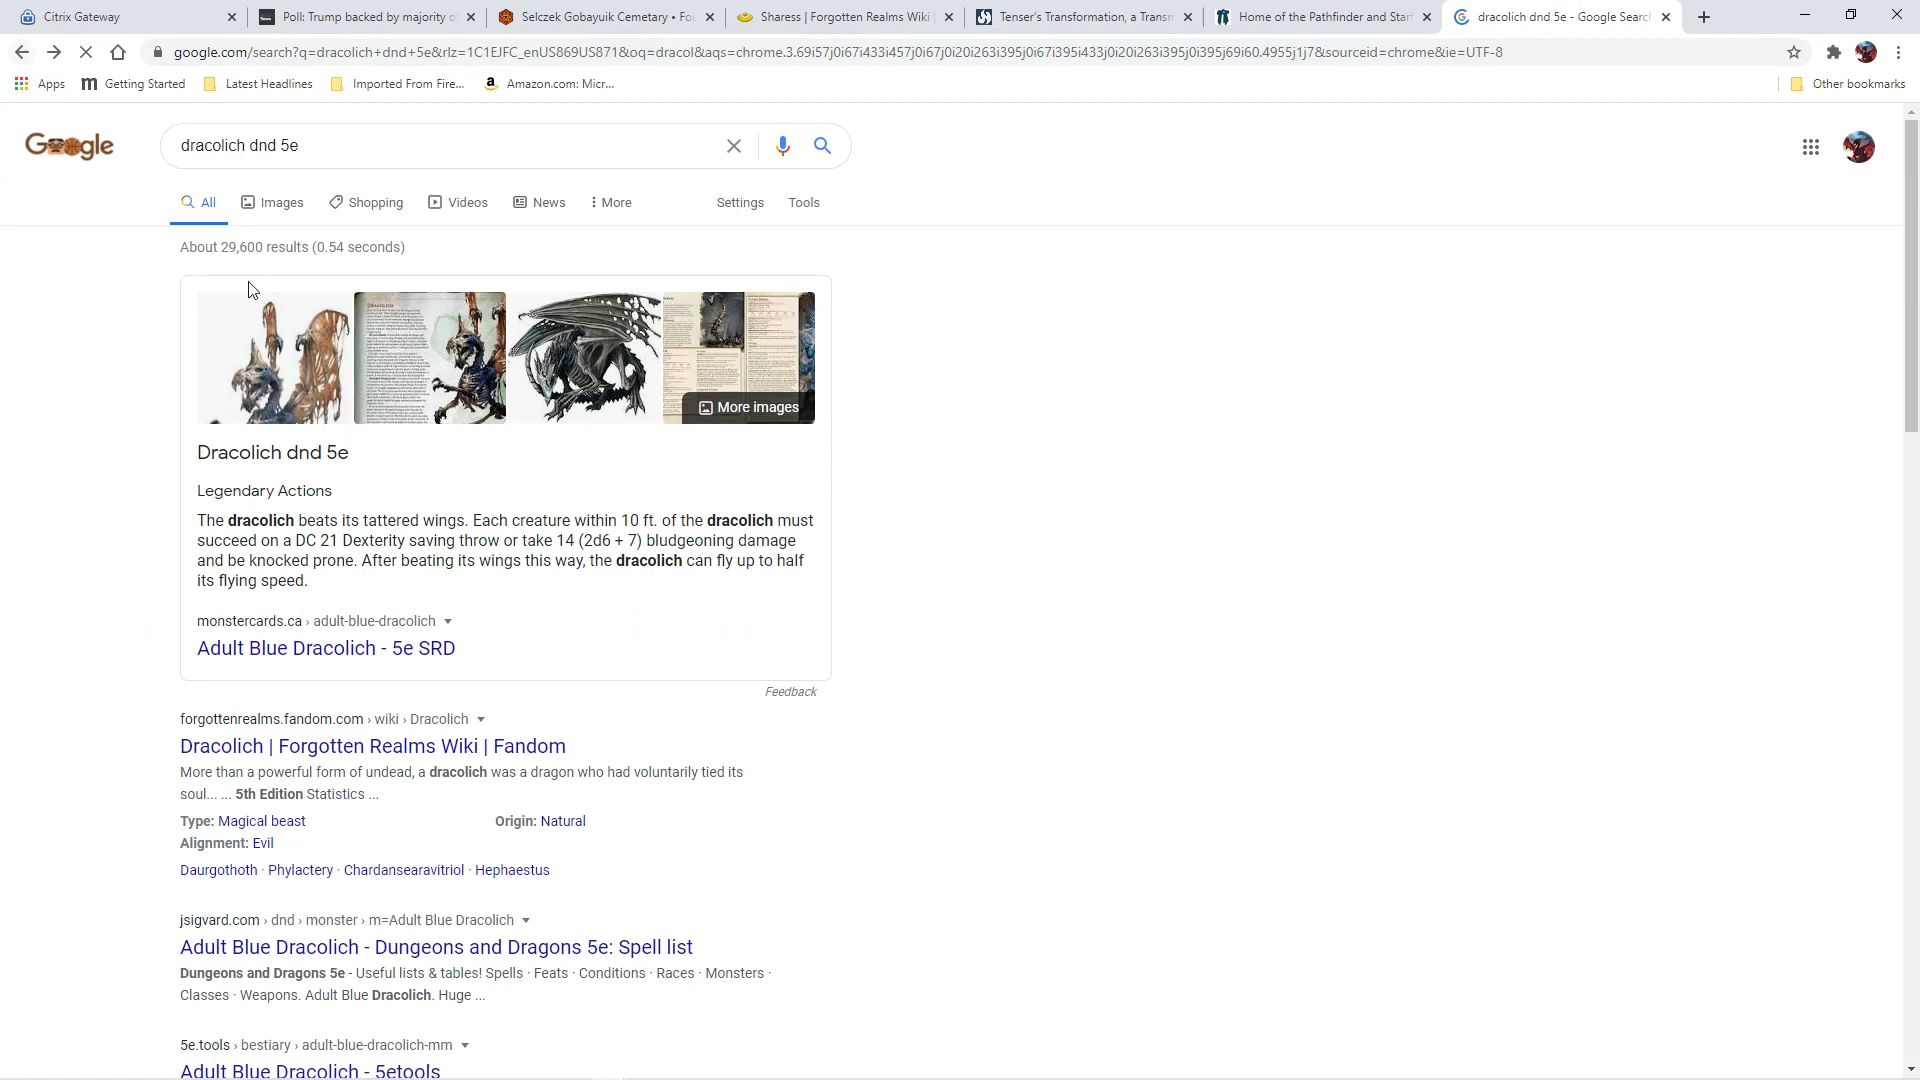 Citrix Gateway
Poll: Trump backed by majority o
Selczek Gobayuik Cemetary • Fou
Sharess | Forgotten Realms Wiki
Tenser's Transformation, a Transm
Home of the Pathfinder and Star
dracolich dnd 5e - Google Search
google.com/search?q=dracolich+dnd+5e&rlz=1C1EJFC_enUS869US871&oq=dracol&aqs=chrome.3.69i57j0i67i433i457j0i67j0i20i263i395j0i67i395i433j0i20i263i395j0i395j69i60.4955j1j7&sourceid=chrome&ie=UTF-8
Apps
Getting Started
Latest Headlines
Imported From Fire...
Amazon.com: Micr...
Other bookmarks
Google
dracolich dnd 5e
All
Images
Shopping
Videos
News
More
Settings
Tools
About 29,600 results (0.54 seconds)
More images
Dracolich dnd 5e
Legendary Actions
The dracolich beats its tattered wings. Each creature within 10 ft. of the dracolich must
succeed on a DC 21 Dexterity saving throw or take 14 (2d6 + 7) bludgeoning damage
and be knocked prone. After beating its wings this way, the dracolich can fly up to half
its flying speed.
monstercards.ca › adult-blue-dracolich
Adult Blue Dracolich - 5e SRD
Feedback
forgottenrealms.fandom.com › wiki › Dracolich
Dracolich | Forgotten Realms Wiki | Fandom
More than a powerful form of undead, a dracolich was a dragon who had voluntarily tied its
soul... ... 5th Edition Statistics ...
Type: Magical beast
Origin: Natural
Alignment: Evil
Daurgothoth · Phylactery · Chardansearavitriol · Hephaestus
jsigvard.com › dnd › monster › m=Adult Blue Dracolich
Adult Blue Dracolich - Dungeons and Dragons 5e: Spell list
Dungeons and Dragons 5e - Useful lists & tables! Spells · Feats · Conditions · Races · Monsters ·
Classes · Weapons. Adult Blue Dracolich. Huge ...
5e.tools › bestiary › adult-blue-dracolich-mm
Adult Blue Dracolich - 5etools